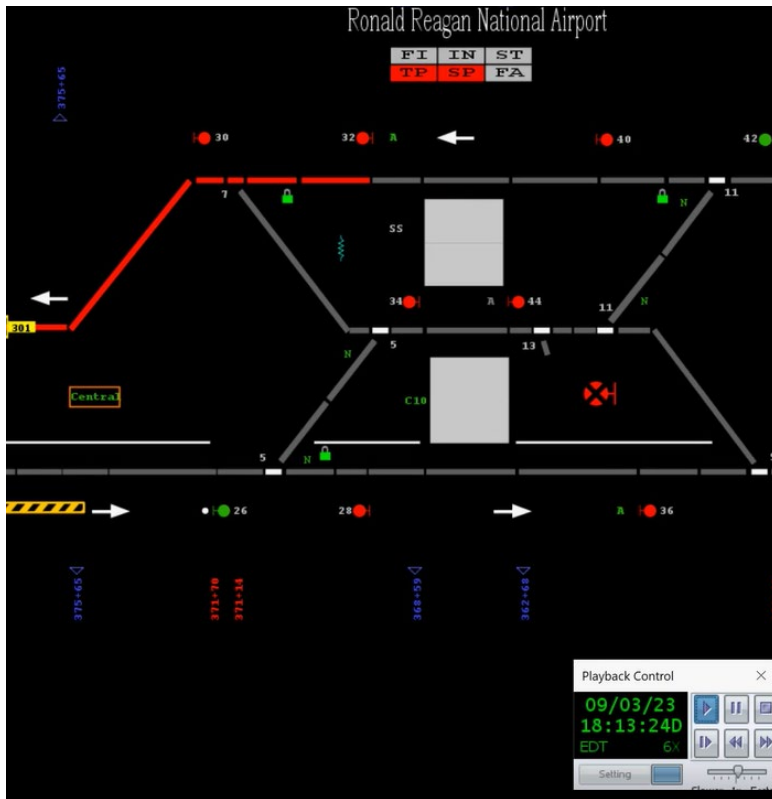 Ronald Reagan National Airport
FI IN ST
TP SP FA
375+65
30 32 A 40 42
7 11
N
SS
34 A 44 11 N
301
5 13
N
Central
C10
5 N
26 28 A 36
375+65 371+70 371+14 368+59 362+68
Playback Control
09/03/23
18:13:24D
EDT 6X
Setting